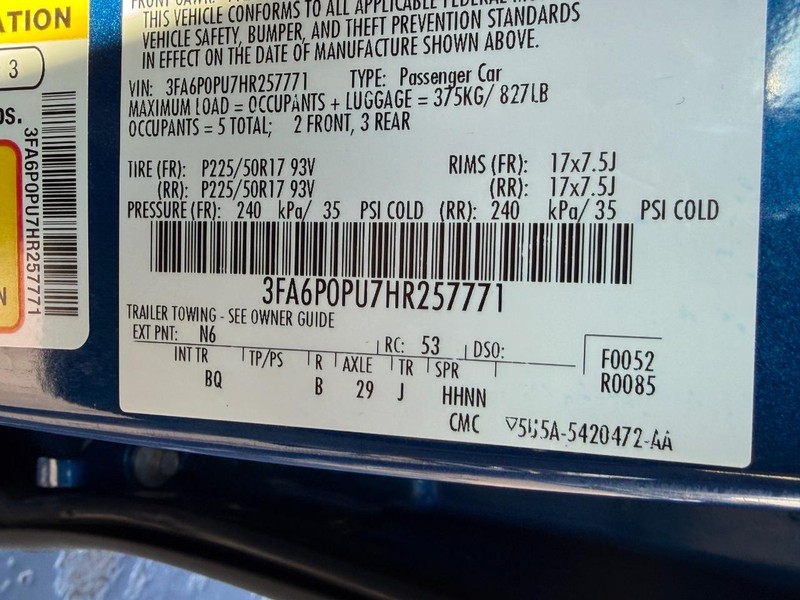 ATION
3
OS.
3FA6P0PU7HR257771
N
THIS VEHICLE CONFORMS TO ALL APPLICABLE FEDERAL
VEHICLE SAFETY, BUMPER, AND THEFT PREVENTION STANDARDS
IN EFFECT ON THE DATE OF MANUFACTURE SHOWN ABOVE.
VIN: 3FA6P0PU7HR257771 TYPE: Passenger Car
MAXIMUM LOAD = OCCUPANTS + LUGGAGE = 375KG/ 827LB
OCCUPANTS = 5 TOTAL; 2 FRONT, 3 REAR
TIRE (FR): P225/50R17 93V RIMS (FR): 17x7.5J
(RR): P225/50R17 93V (RR): 17x7.5J
PRESSURE (FR): 240 kPa/ 35 PSI COLD (RR): 240 kPa/ 35 PSI COLD
3FA6P0PU7HR257771
TRAILER TOWING - SEE OWNER GUIDE
EXT PNT: N6 RC: 53 DSO:
INT TR TP/PS R AXLE TR SPR
BQ B 29 J HHNN
F0052
R0085
CMC 5U5A-5420472-AA